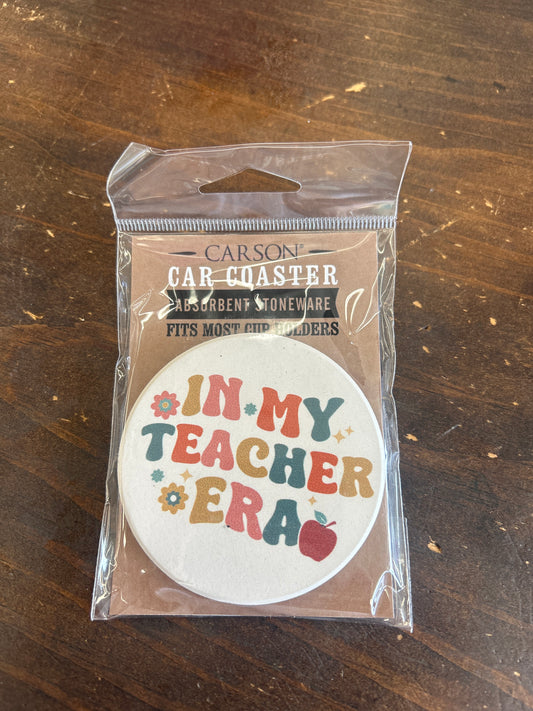 CARSON®
CAR COASTER
ABSORBENT STONEWARE
FITS MOST CUP HOLDERS
IN MY
TEACHER
ERA